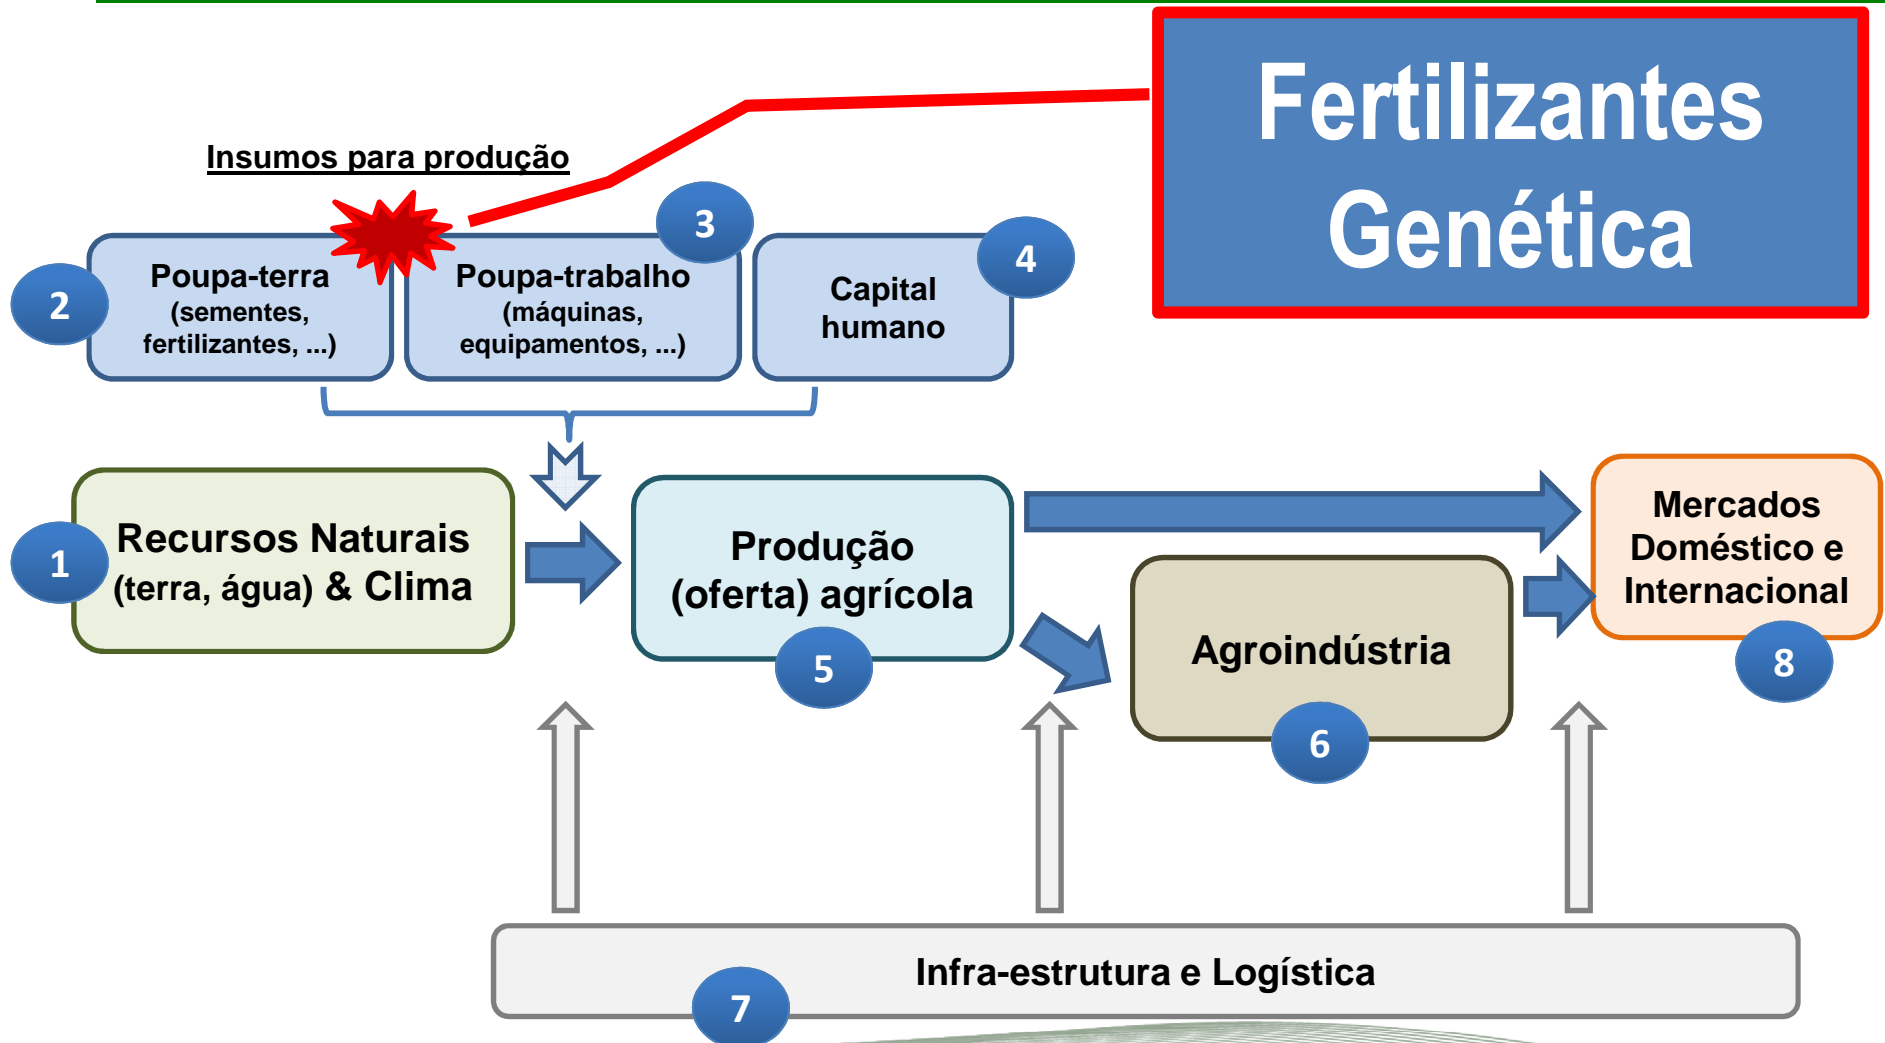 Fertilizantes
Genética
Insumos para produção
2
Poupa-terra
(sementes,
fertilizantes, ...)
3
Poupa-trabalho
(máquinas,
equipamentos, ...)
4
Capital
humano
1
Recursos Naturais
(terra, água) & Clima
Produção
(oferta) agrícola
5
Agroindústria
6
Mercados
Doméstico e
Internacional
8
Infra-estrutura e Logística
7